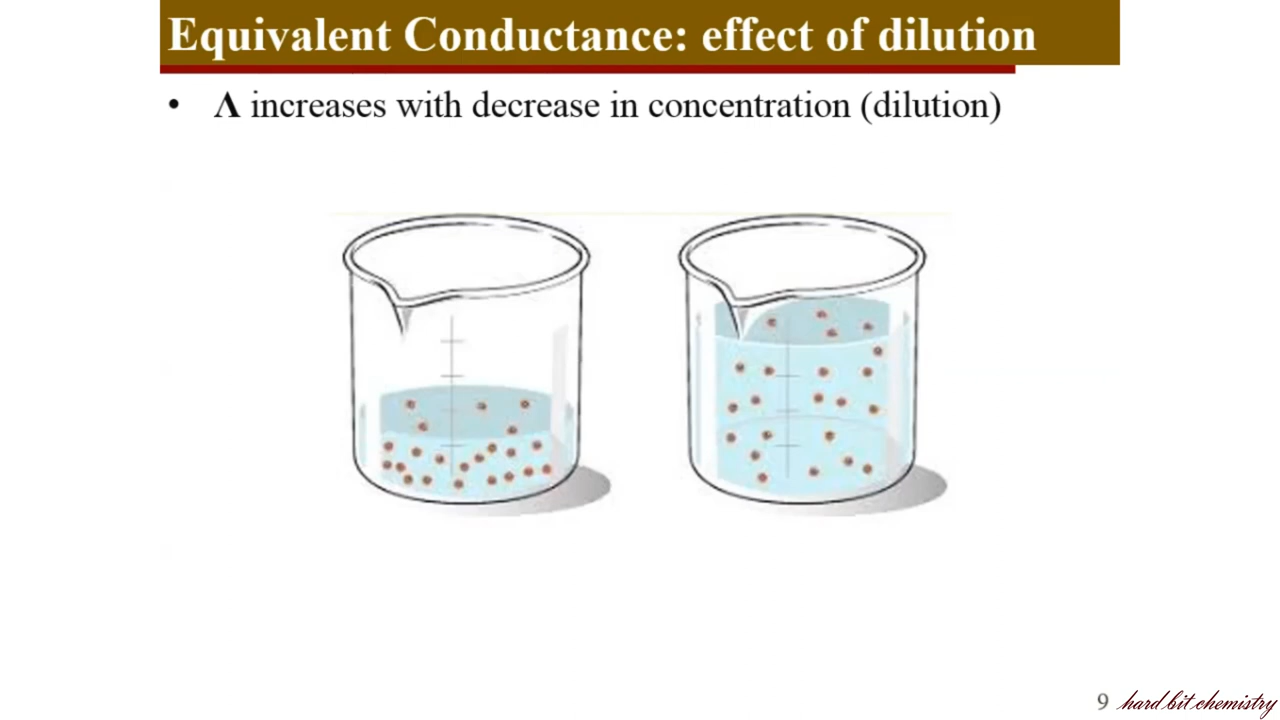 Equivalent Conductance: effect of dilution
• Λ increases with decrease in concentration (dilution)
9 hard bit chemistry